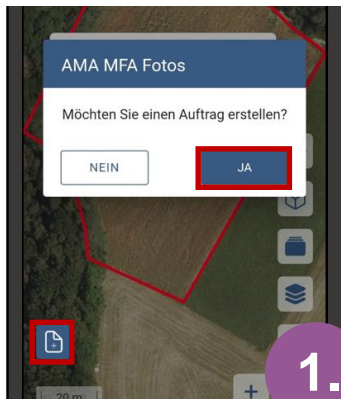 AMA MFA Fotos
Möchten Sie einen Auftrag erstellen?
NEIN
JA
20 m
+
1.